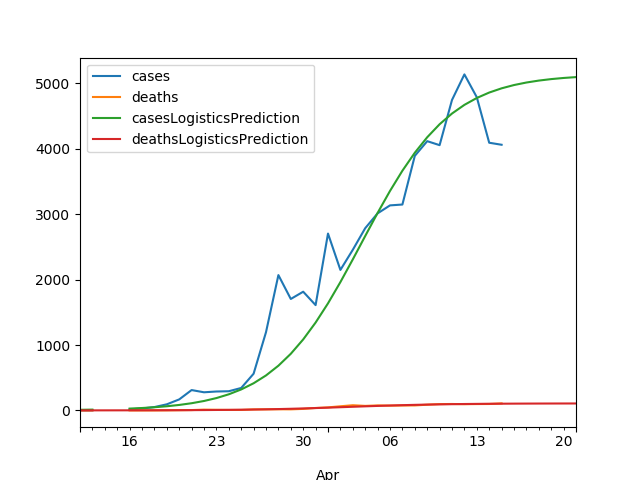 cases
deaths
casesLogisticsPrediction
deathsLogisticsPrediction
5000
4000
3000
2000
1000
0
16 23 30 06 13 20
Apr